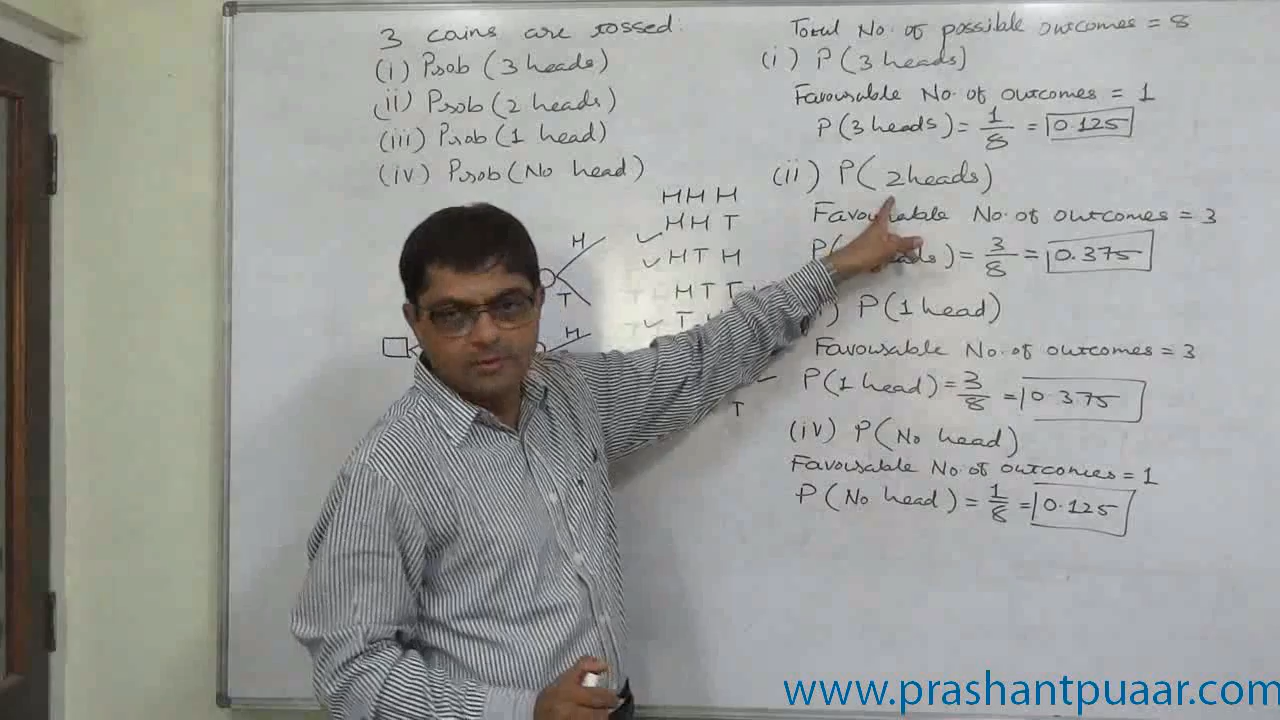 3 coins are tossed:
(i) Prob (3 heads)
(ii) Prob (2 heads)
(iii) Prob (1 head)
(iv) Prob (No head)
H
T
H
HHH
HHT
HTH
HTT
T
T
Total No. of possible outcomes = 8
(i) P(3 heads)
Favourable No. of outcomes = 1
P(3 heads) = 1/8 = 0.125
(ii) P(2 heads)
Favourable No. of outcomes = 3
= 3/8 = 0.375
P(1 head)
Favourable No. of outcomes = 3
P(1 head) = 3/8 = 0.375
(iv) P(No head)
Favourable No. of outcomes = 1
P(No head) = 1/8 = 0.125
www.prashantpuaar.com